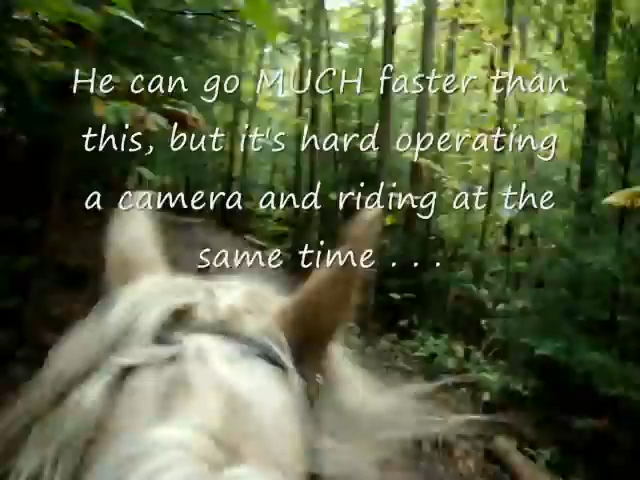 He can go MUCH faster than
this, but it's hard operating
a camera and riding at the
same time . . .